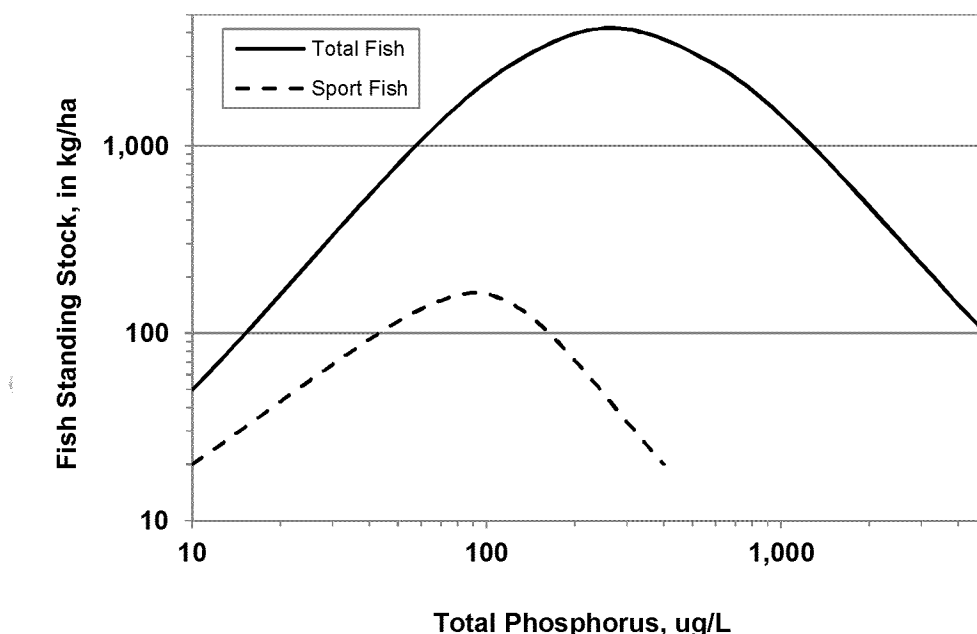 Total Fish
Sport Fish
Fish Standing Stock, in kg/ha
1,000
100
10
10
100
1,000
Total Phosphorus, ug/L